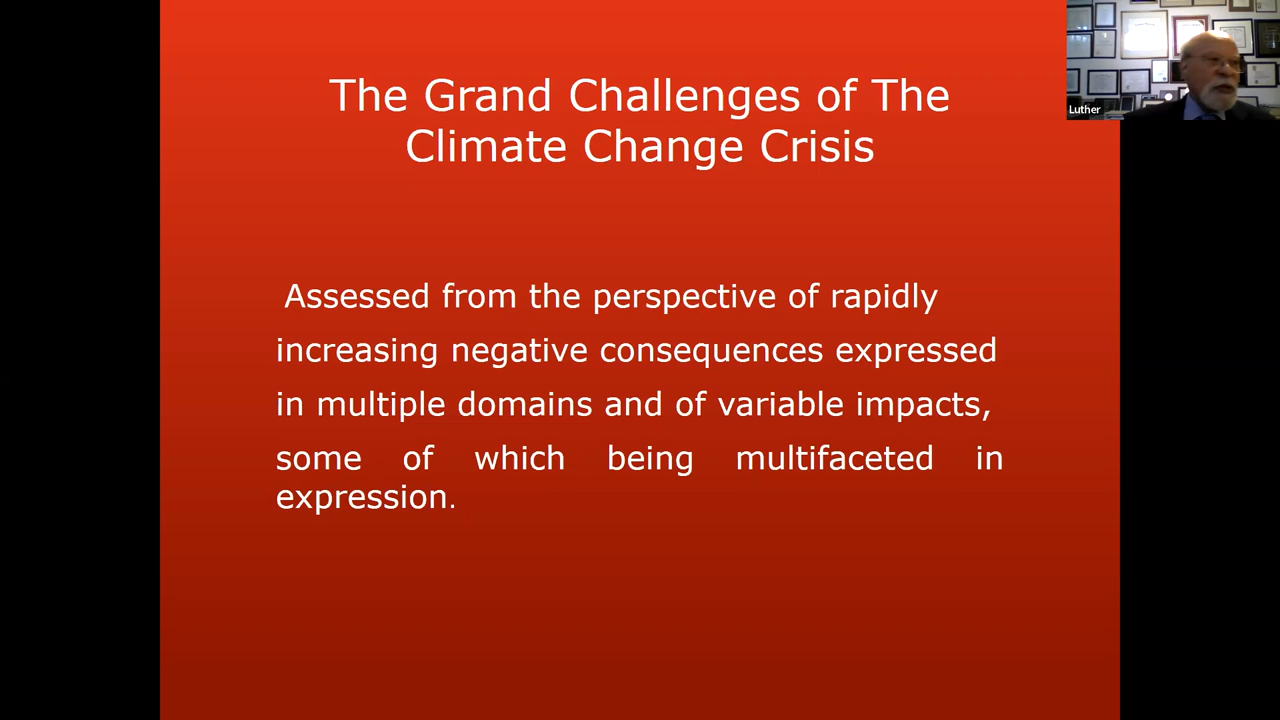 The Grand Challenges of The
Climate Change Crisis
Luther
Assessed from the perspective of rapidly
increasing negative consequences expressed
in multiple domains and of variable impacts,
some of which being multifaceted in
expression.